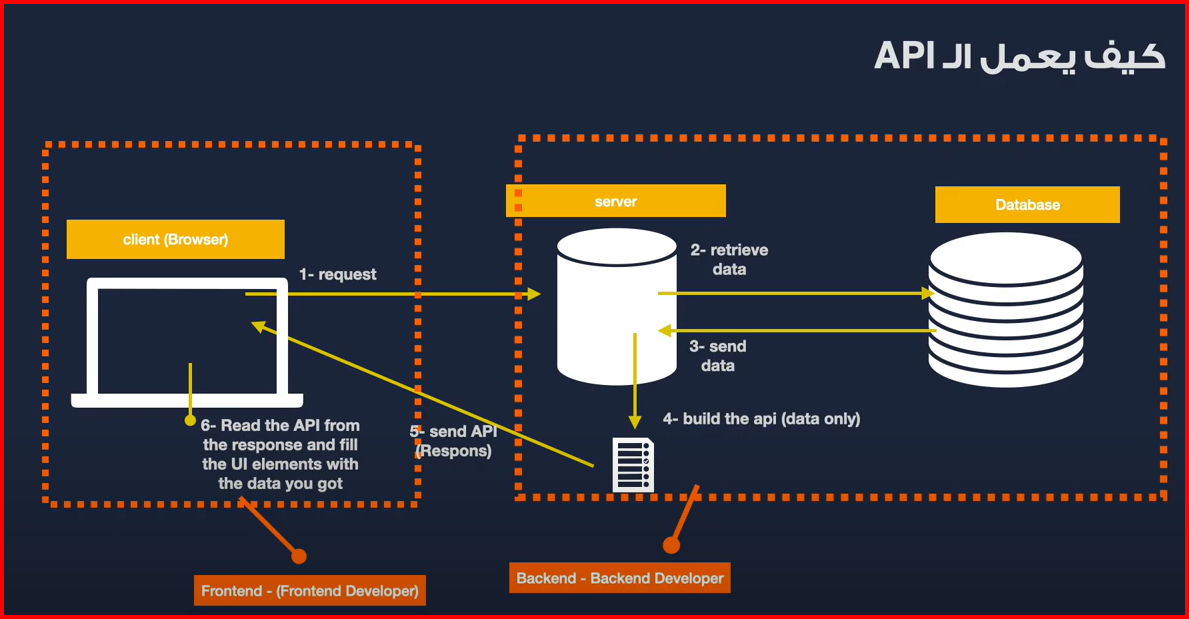 كيف يعمل الـ API
server
Database
client (Browser)
1- request
2- retrieve
data
3- send
data
4- build the api (data only)
5- send API
(Respons)
6- Read the API from
the response and fill
the UI elements with
the data you got
Frontend - (Frontend Developer)
Backend - Backend Developer